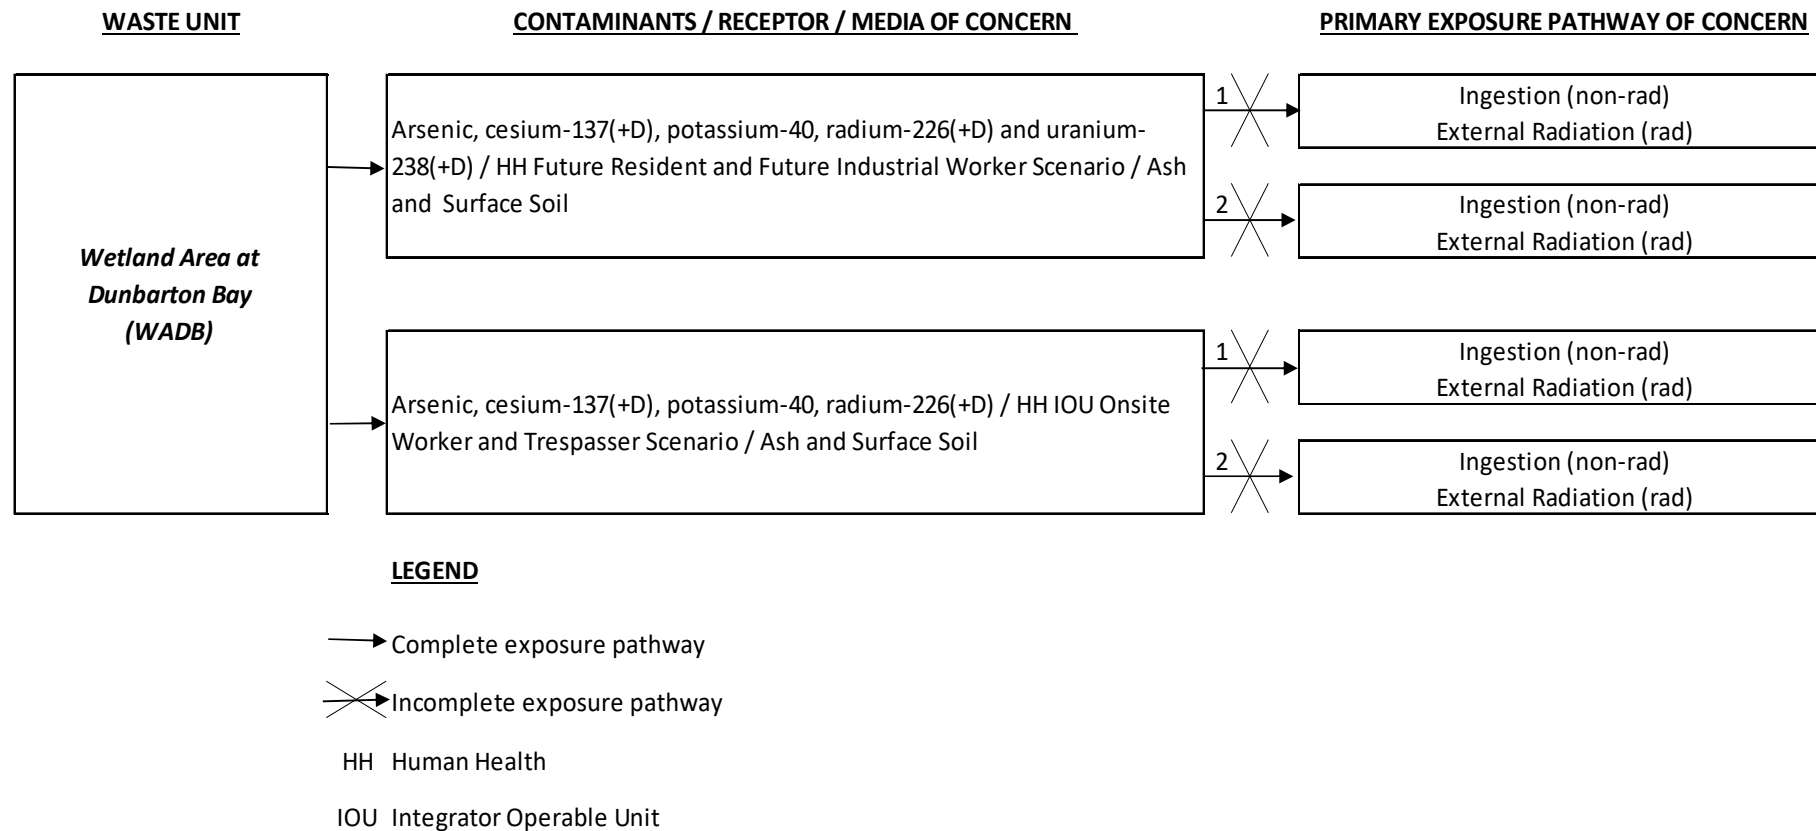 WASTE UNIT
CONTAMINANTS / RECEPTOR / MEDIA OF CONCERN
PRIMARY EXPOSURE PATHWAY OF CONCERN
Wetland Area at
Dunbarton Bay
(WADB)
Arsenic, cesium-137(+D), potassium-40, radium-226(+D) and uranium-
238(+D) / HH Future Resident and Future Industrial Worker Scenario / Ash
and Surface Soil
1
Ingestion (non-rad)
External Radiation (rad)
2
Ingestion (non-rad)
External Radiation (rad)
Arsenic, cesium-137(+D), potassium-40, radium-226(+D) / HH IOU Onsite
Worker and Trespasser Scenario / Ash and Surface Soil
1
Ingestion (non-rad)
External Radiation (rad)
2
Ingestion (non-rad)
External Radiation (rad)
LEGEND
Complete exposure pathway
Incomplete exposure pathway
HH Human Health
IOU Integrator Operable Unit